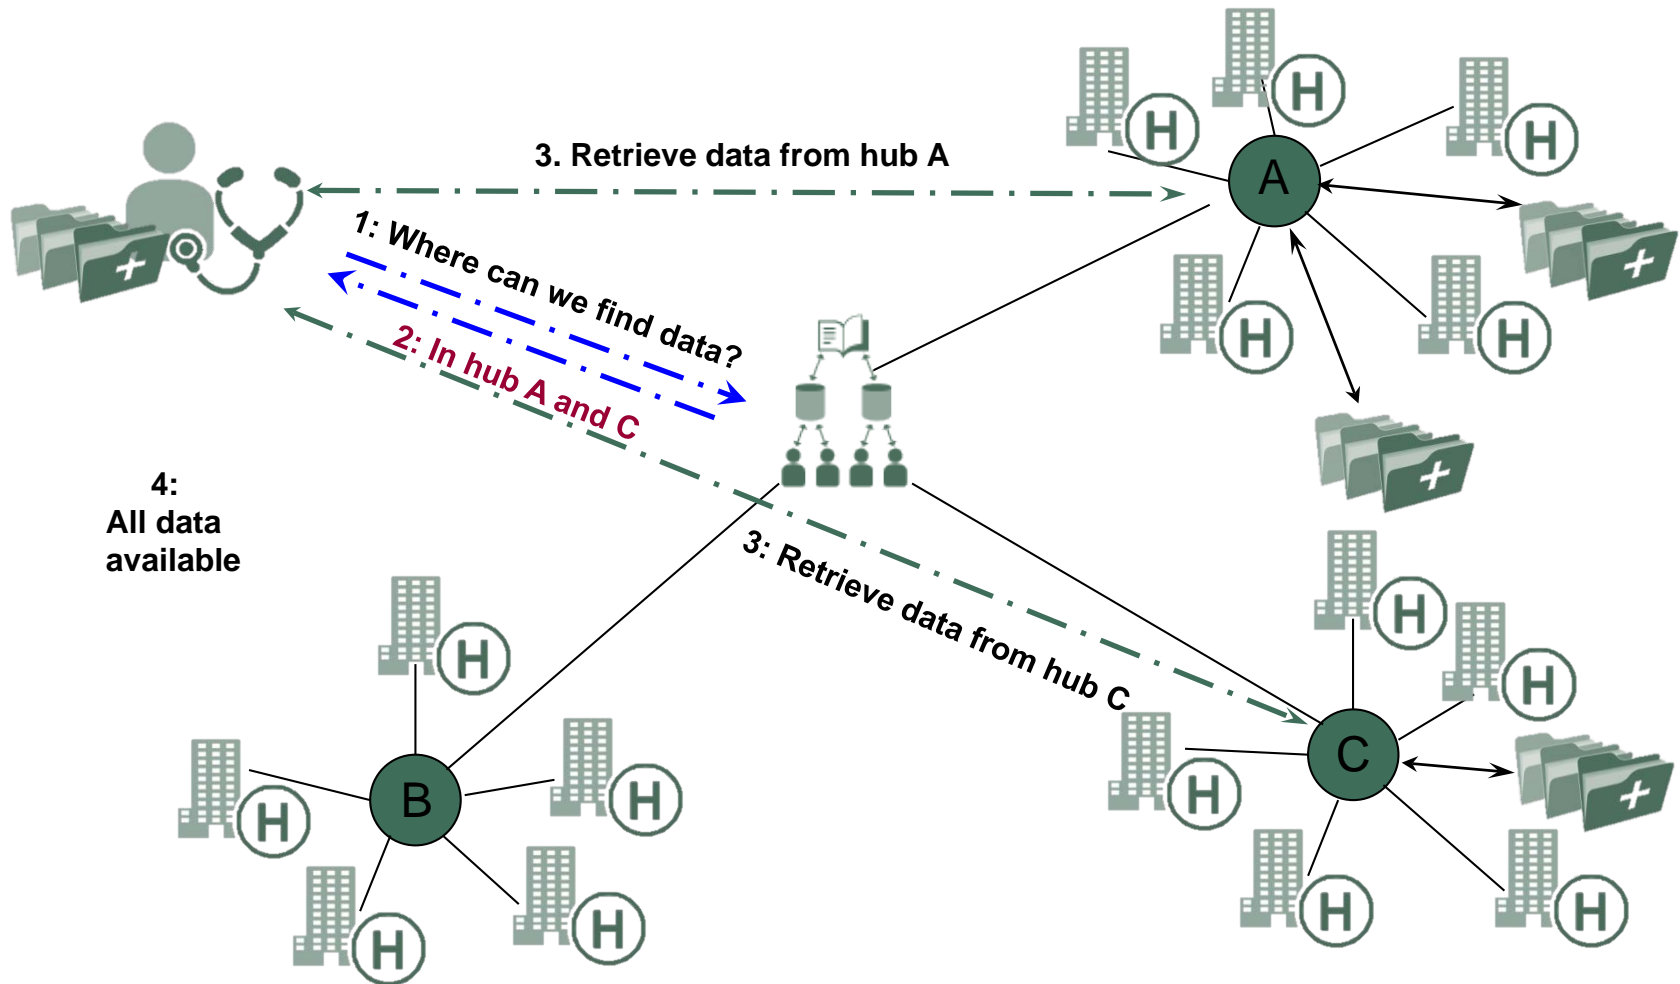 3. Retrieve data from hub A
1: Where can we find data?
2: In hub A and C
3: Retrieve data from hub C
4:
All data
available
A
H
H
H
H
H
B
H
H
H
H
H
C
H
H
H
H
H